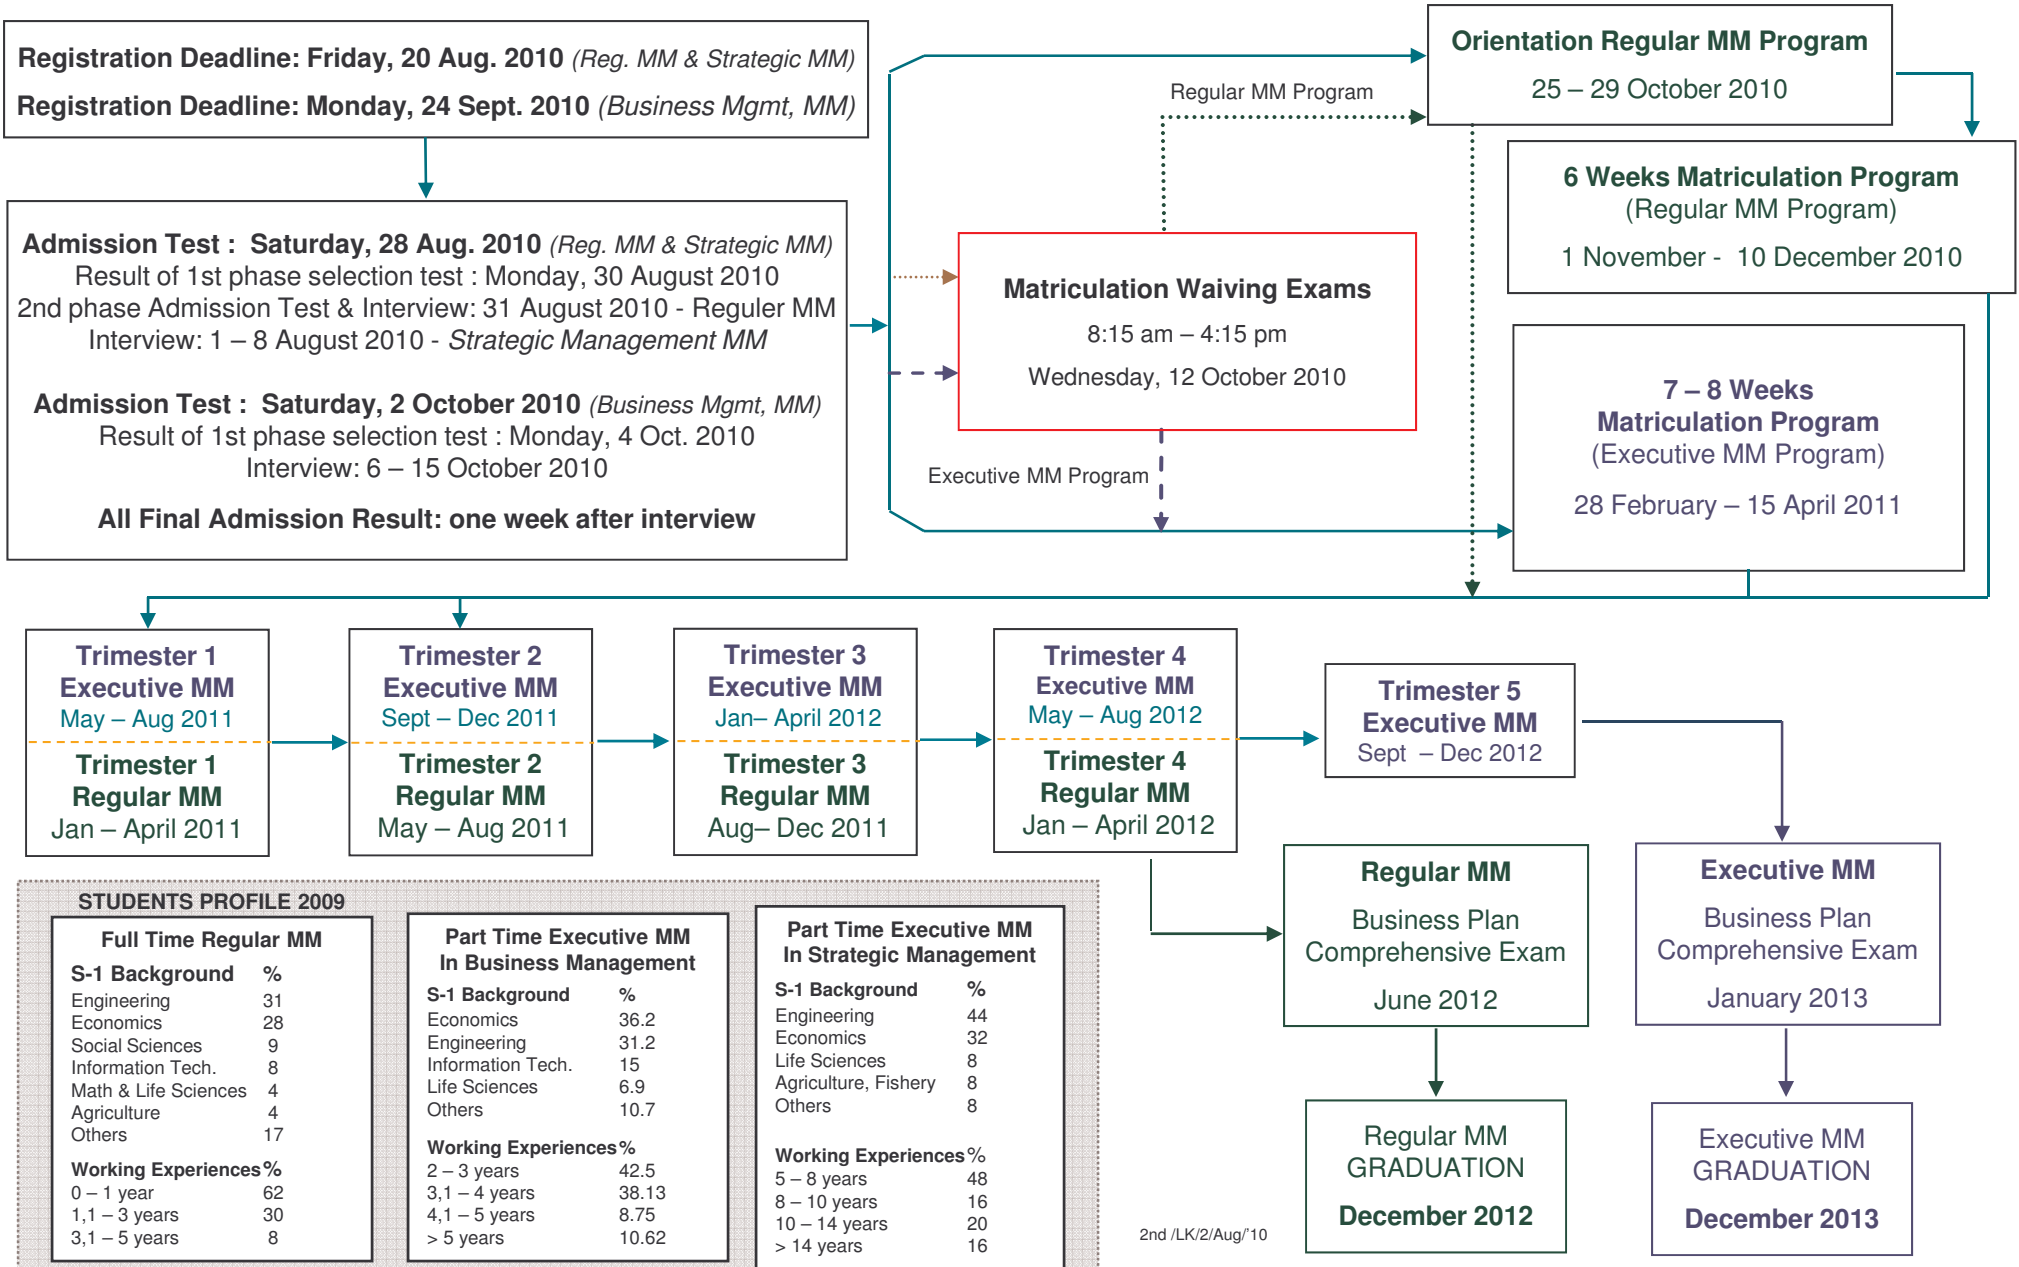 Registration Deadline: Friday, 20 Aug. 2010 (Reg. MM & Strategic MM)
Registration Deadline: Monday, 24 Sept. 2010 (Business Mgmt, MM)
Admission Test : Saturday, 28 Aug. 2010 (Reg. MM & Strategic MM)
Result of 1st phase selection test : Monday, 30 August 2010
2nd phase Admission Test & Interview: 31 August 2010 - Reguler MM
Interview: 1 – 8 August 2010 - Strategic Management MM
Admission Test : Saturday, 2 October 2010 (Business Mgmt, MM)
Result of 1st phase selection test : Monday, 4 Oct. 2010
Interview: 6 – 15 October 2010
All Final Admission Result: one week after interview
Regular MM Program
Matriculation Waiving Exams
8:15 am – 4:15 pm
Wednesday, 12 October 2010
Executive MM Program
Orientation Regular MM Program
25 – 29 October 2010
6 Weeks Matriculation Program
(Regular MM Program)
1 November - 10 December 2010
7 – 8 Weeks
Matriculation Program
(Executive MM Program)
28 February – 15 April 2011
Trimester 1
Executive MM
May – Aug 2011
Trimester 1
Regular MM
Jan – April 2011
Trimester 2
Executive MM
Sept – Dec 2011
Trimester 2
Regular MM
May – Aug 2011
Trimester 3
Executive MM
Jan– April 2012
Trimester 3
Regular MM
Aug– Dec 2011
Trimester 4
Executive MM
May – Aug 2012
Trimester 4
Regular MM
Jan – April 2012
Trimester 5
Executive MM
Sept – Dec 2012
Regular MM
Business Plan
Comprehensive Exam
June 2012
Executive MM
Business Plan
Comprehensive Exam
January 2013
Regular MM
GRADUATION
December 2012
Executive MM
GRADUATION
December 2013
STUDENTS PROFILE 2009
Full Time Regular MM
S-1 Background %
Engineering 31
Economics 28
Social Sciences 9
Information Tech. 8
Math & Life Sciences 4
Agriculture 4
Others 17
Working Experiences %
0 – 1 year 62
1,1 – 3 years 30
3,1 – 5 years 8
Part Time Executive MM
In Business Management
S-1 Background %
Economics 36.2
Engineering 31.2
Information Tech. 15
Life Sciences 6.9
Others 10.7
Working Experiences %
2 – 3 years 42.5
3,1 – 4 years 38.13
4,1 – 5 years 8.75
> 5 years 10.62
Part Time Executive MM
In Strategic Management
S-1 Background %
Engineering 44
Economics 32
Life Sciences 8
Agriculture, Fishery 8
Others 8
Working Experiences %
5 – 8 years 48
8 – 10 years 16
10 – 14 years 20
> 14 years 16
2nd /LK/2/Aug/'10